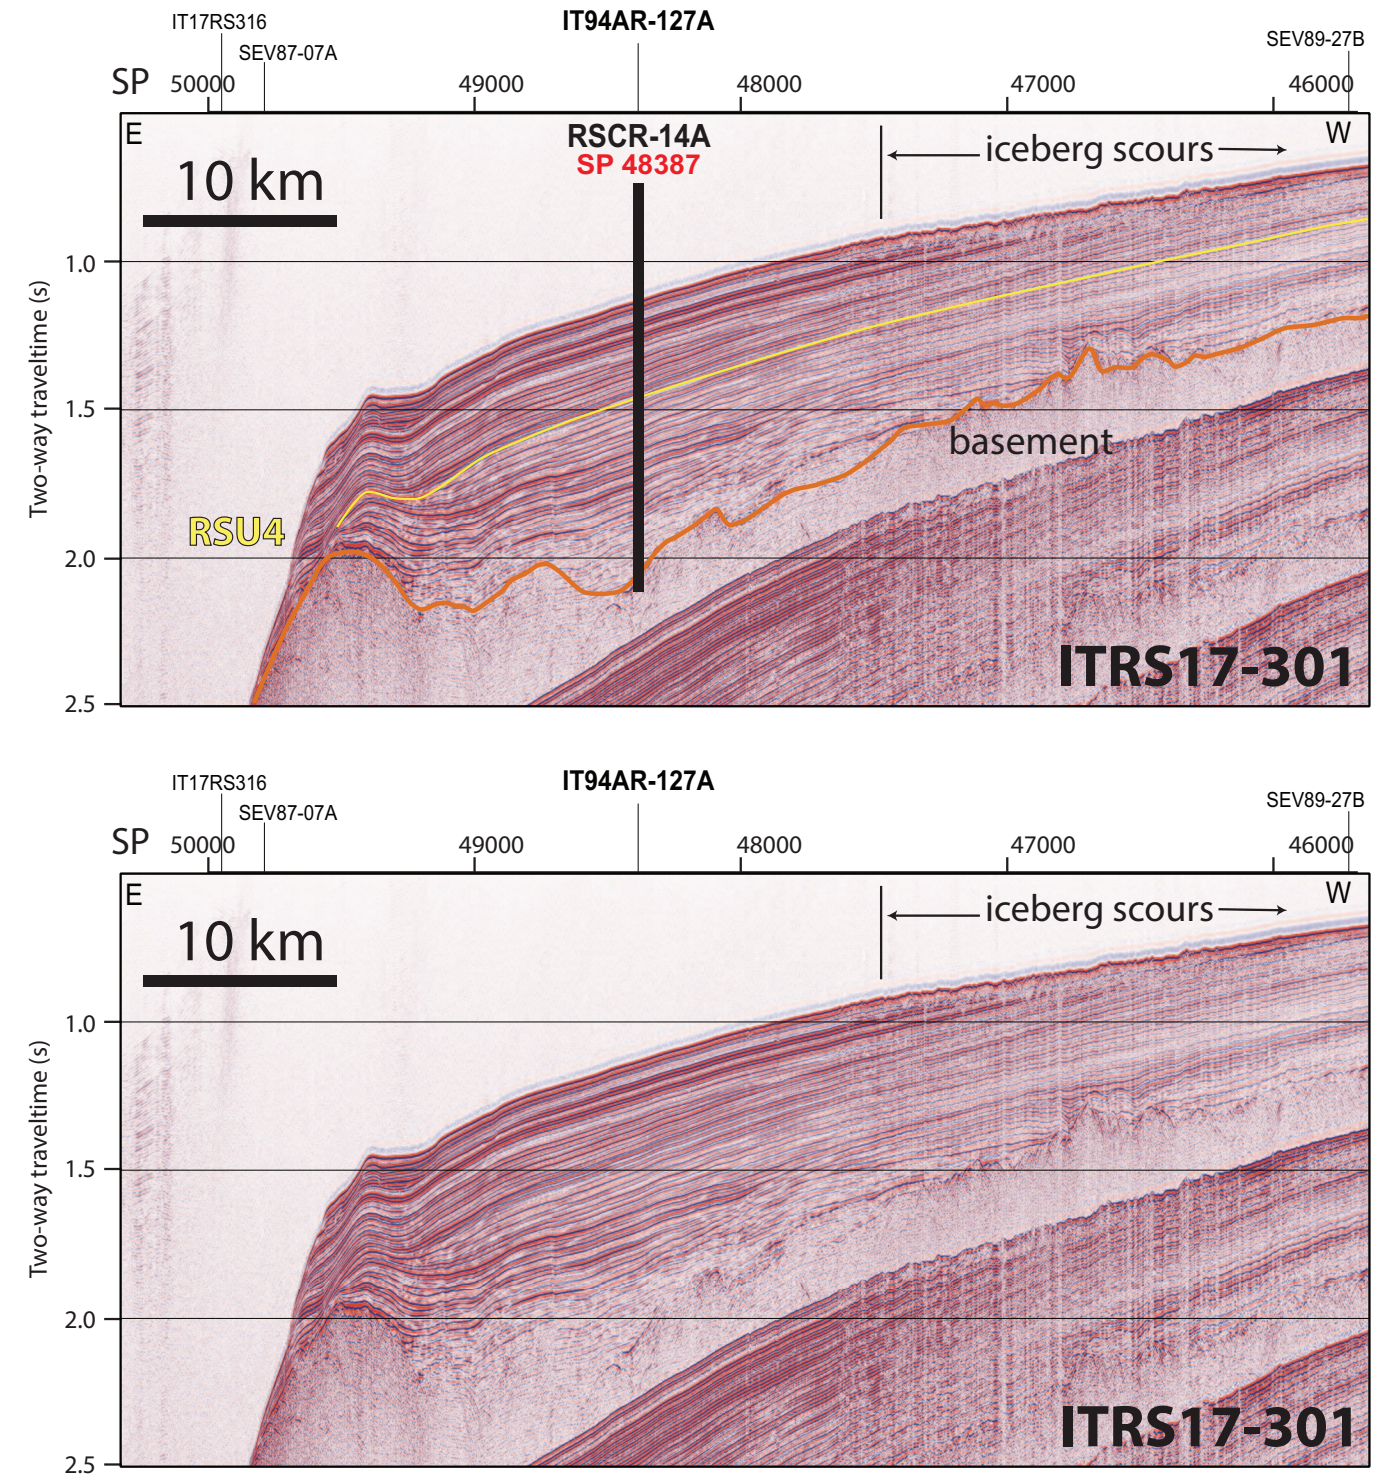 IT17RS316
IT94AR-127A
SEV87-07A
SEV89-27B
SP 50000 49000 48000 47000 46000
E
W
RSCR-14A
SP 48387
iceberg scours
10 km
1.0
1.5
2.0
2.5
Two-way traveltime (s)
basement
RSU4
ITRS17-301
IT17RS316
IT94AR-127A
SEV87-07A
SEV89-27B
SP 50000 49000 48000 47000 46000
E
W
iceberg scours
10 km
1.0
1.5
2.0
2.5
Two-way traveltime (s)
ITRS17-301